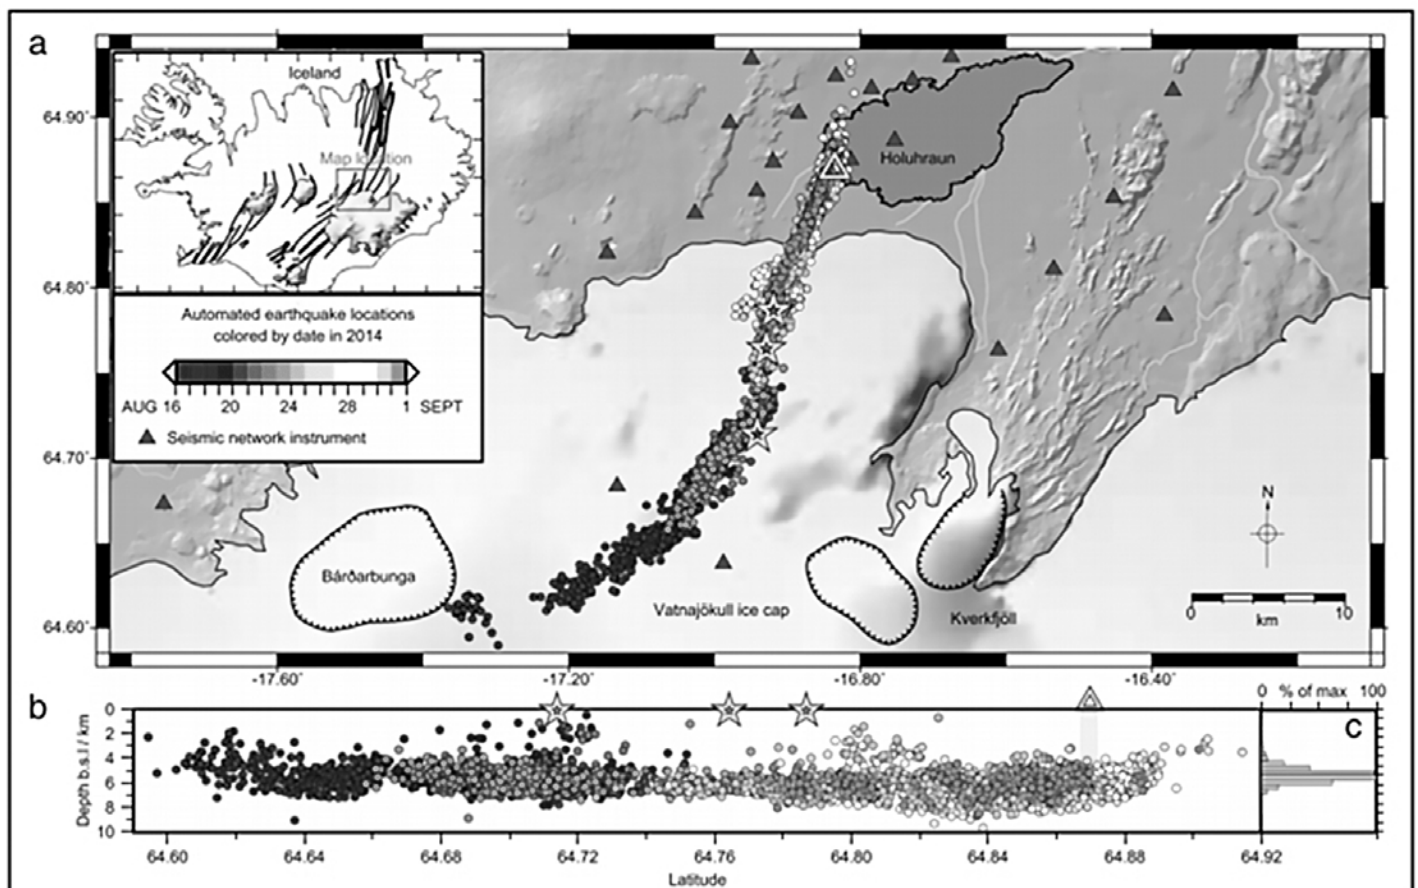 a
Iceland
Map location
64.90°
Holuhraun
64.80°
Automated earthquake locations
colored by date in 2014
AUG 16 20 24 28 1 SEPT
Seismic network instrument
64.70°
N
Bárðarbunga
Vatnajökull ice cap
Kverkfjöll
0 10
km
64.60°
-17.60° -17.20° -16.80° -16.40°
b
0 % of max 100
c
Depth b.s.l / km
0
2
4
6
8
10
64.60 64.64 64.68 64.72 64.76 64.80 64.84 64.88 64.92
Latitude